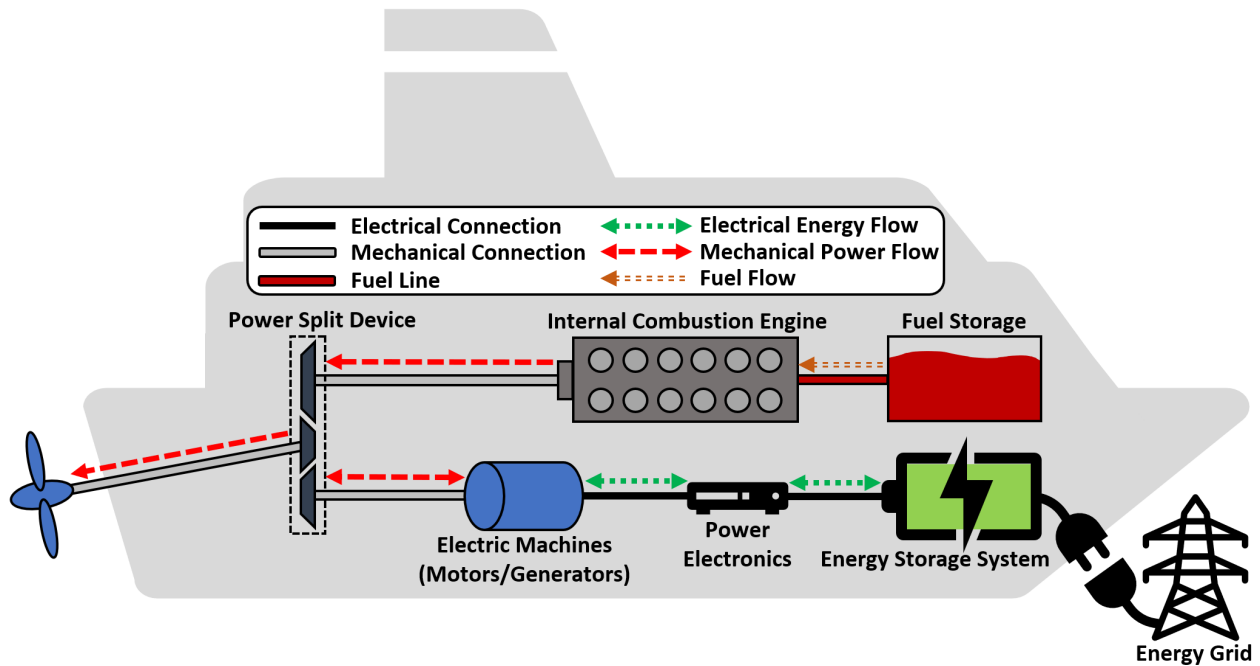 Electrical Connection
Electrical Energy Flow
Mechanical Connection
Mechanical Power Flow
Fuel Line
Fuel Flow
Power Split Device
Internal Combustion Engine
Fuel Storage
Electric Machines
(Motors/Generators)
Power
Electronics
Energy Storage System
Energy Grid